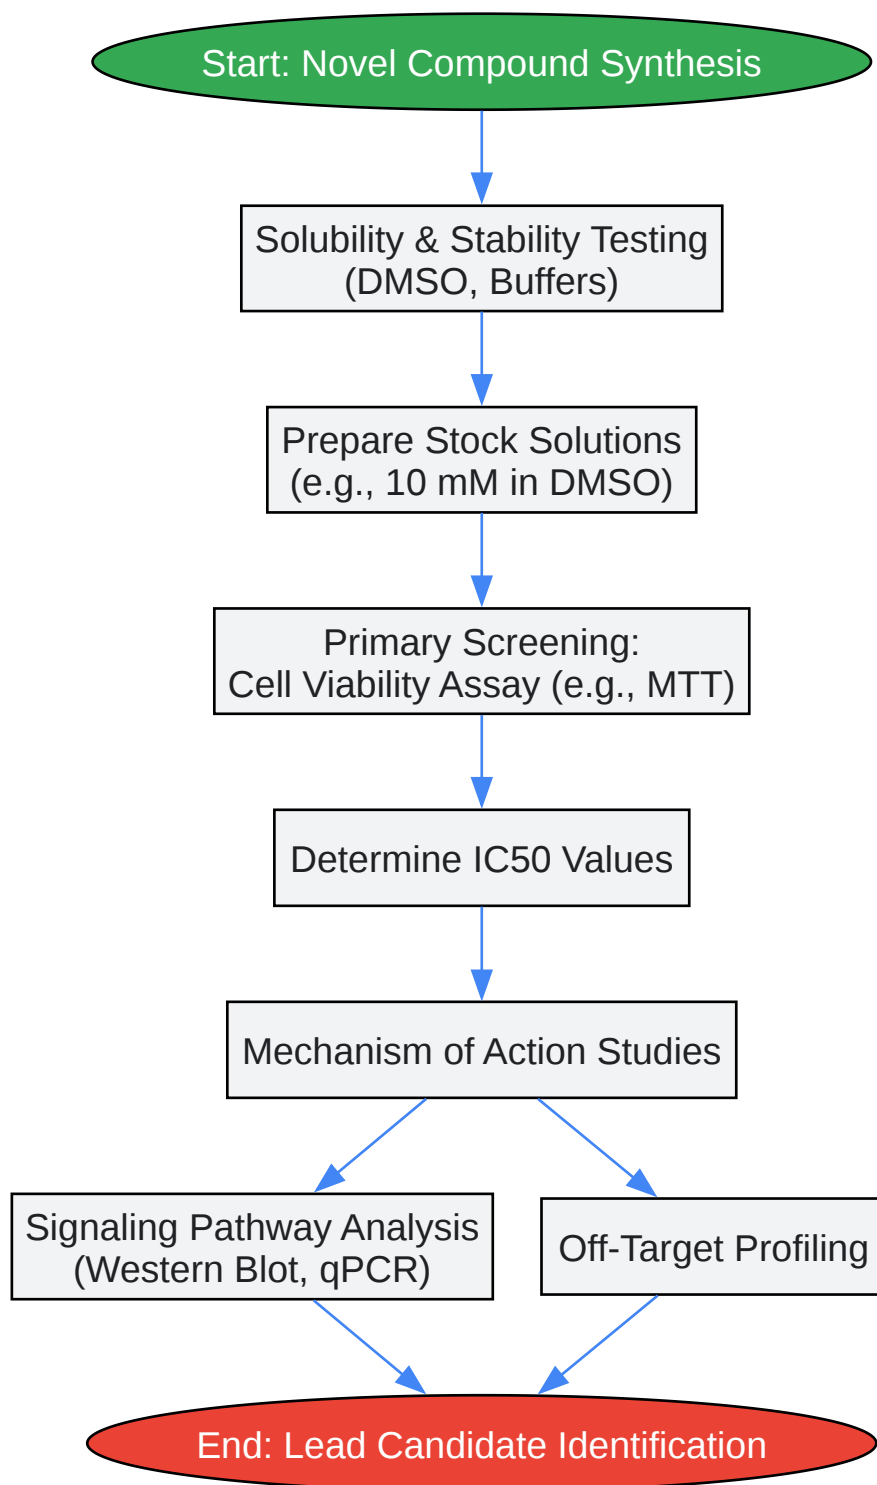 Start: Novel Compound Synthesis
Solubility & Stability Testing
(DMSO, Buffers)
Prepare Stock Solutions
(e.g., 10 mM in DMSO)
Primary Screening:
Cell Viability Assay (e.g., MTT)
Determine IC50 Values
Mechanism of Action Studies
Signaling Pathway Analysis
(Western Blot, qPCR)
Off-Target Profiling
End: Lead Candidate Identification